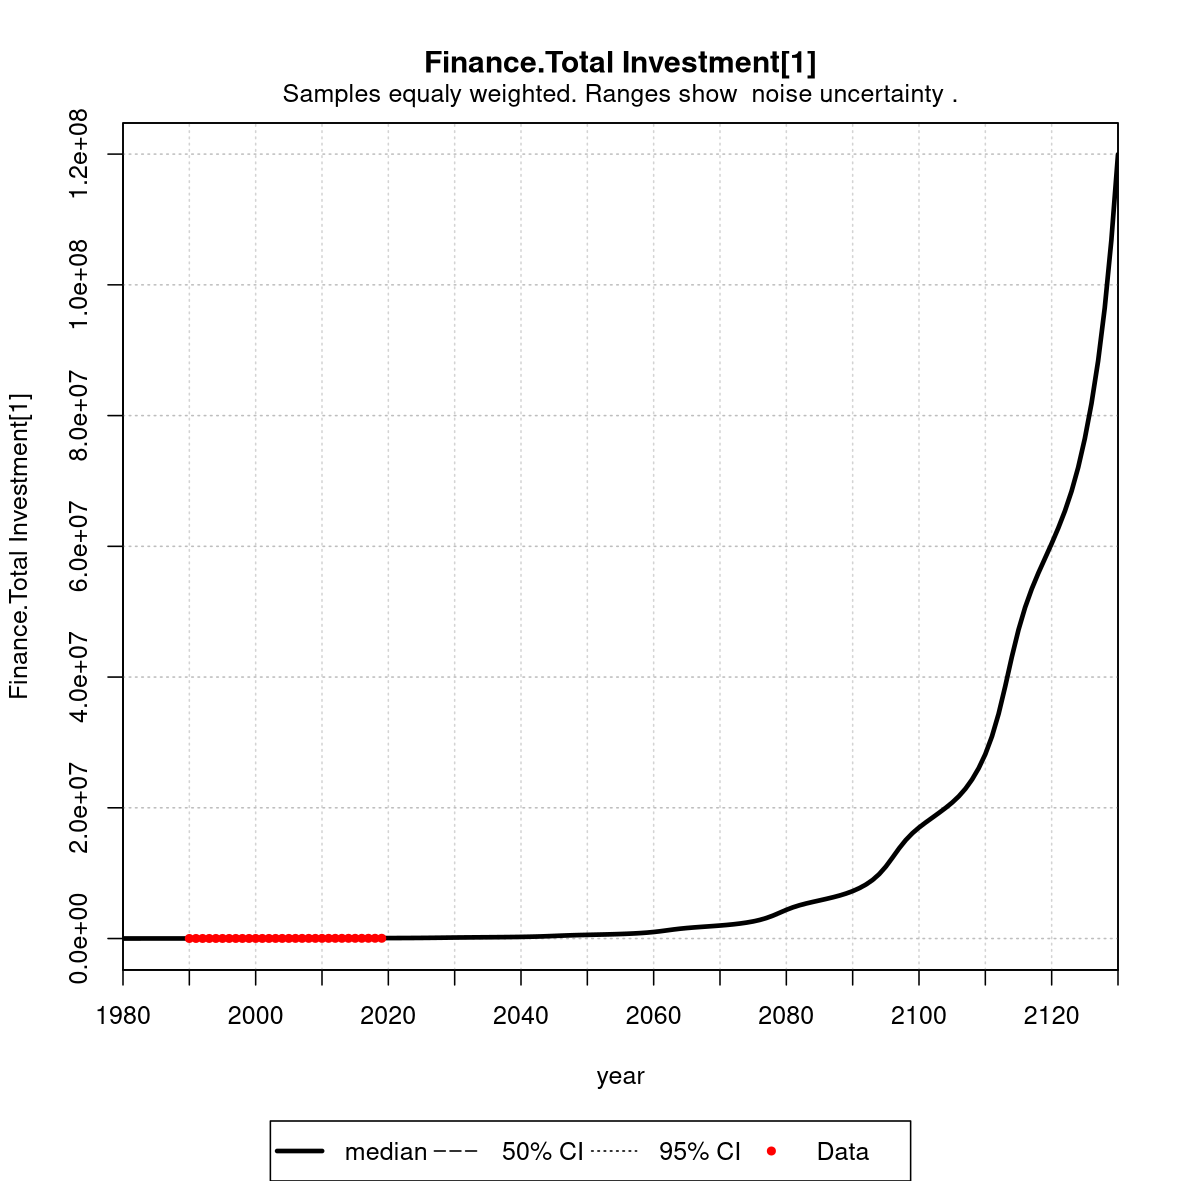 Finance.Total Investment[1]
Samples equaly weighted. Ranges show  noise uncertainty .
Finance.Total Investment[1]
1.2e+08
1.0e+08
8.0e+07
6.0e+07
4.0e+07
2.0e+07
0.0e+00
1980 2000 2020 2040 2060 2080 2100 2120
year
median 50% CI 95% CI Data